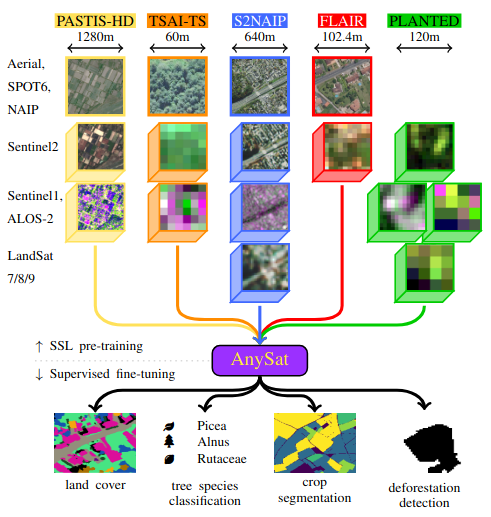 PASTIS-HD TSAI-TS S2NAIP FLAIR PLANTED
1280m 60m 640m 102.4m 120m
Aerial,
SPOT6,
NAIP
Sentinel2
Sentinel1,
ALOS-2
LandSat
7/8/9
↑ SSL pre-training
AnySat
↓ Supervised fine-tuning
Picea
Alnus
Rutaceae
land cover
tree species
classification
crop
segmentation
deforestation
detection